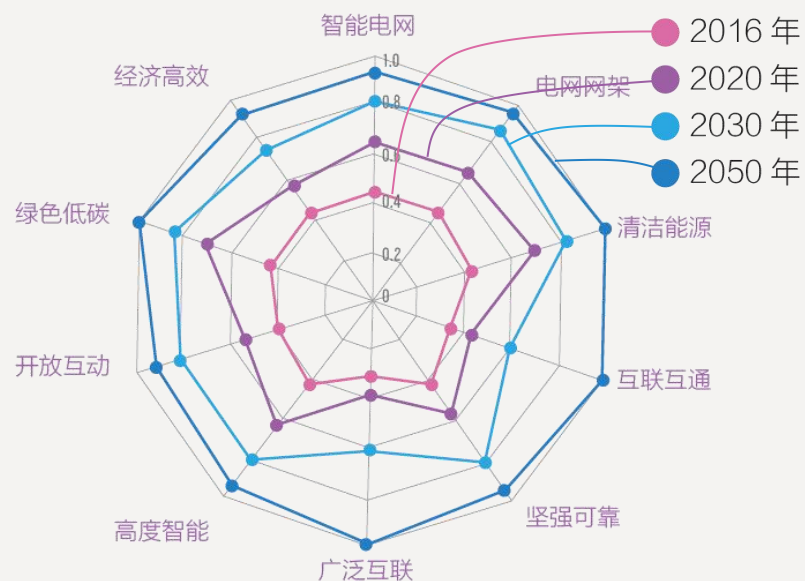 智能电网
2016 年
经济高效
1.0
电网网架
2020 年
0.8
2030 年
0.6
2050 年
绿色低碳
0.4
清洁能源
0.2
0
开放互动
互联互通
高度智能
坚强可靠
广泛互联